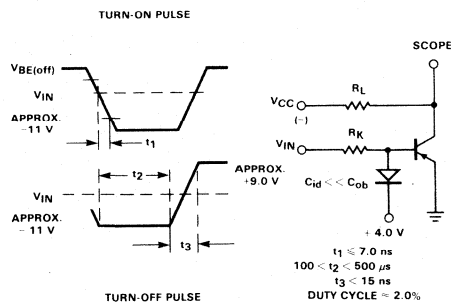 TURN-ON PULSE
VBE(off)
VIN
APPROX.
-11 V
t1
t2
APPROX.
+9.0 V
VIN
APPROX.
- 11 V
t3
TURN-OFF PULSE
SCOPE
RL
VCC
(-)
RK
VIN
Cid << Cob
+ 4.0 V
t1 ≤ 7.0 ns
100 < t2 < 500 µs
t3 < 15 ns
DUTY CYCLE ≈ 2.0%